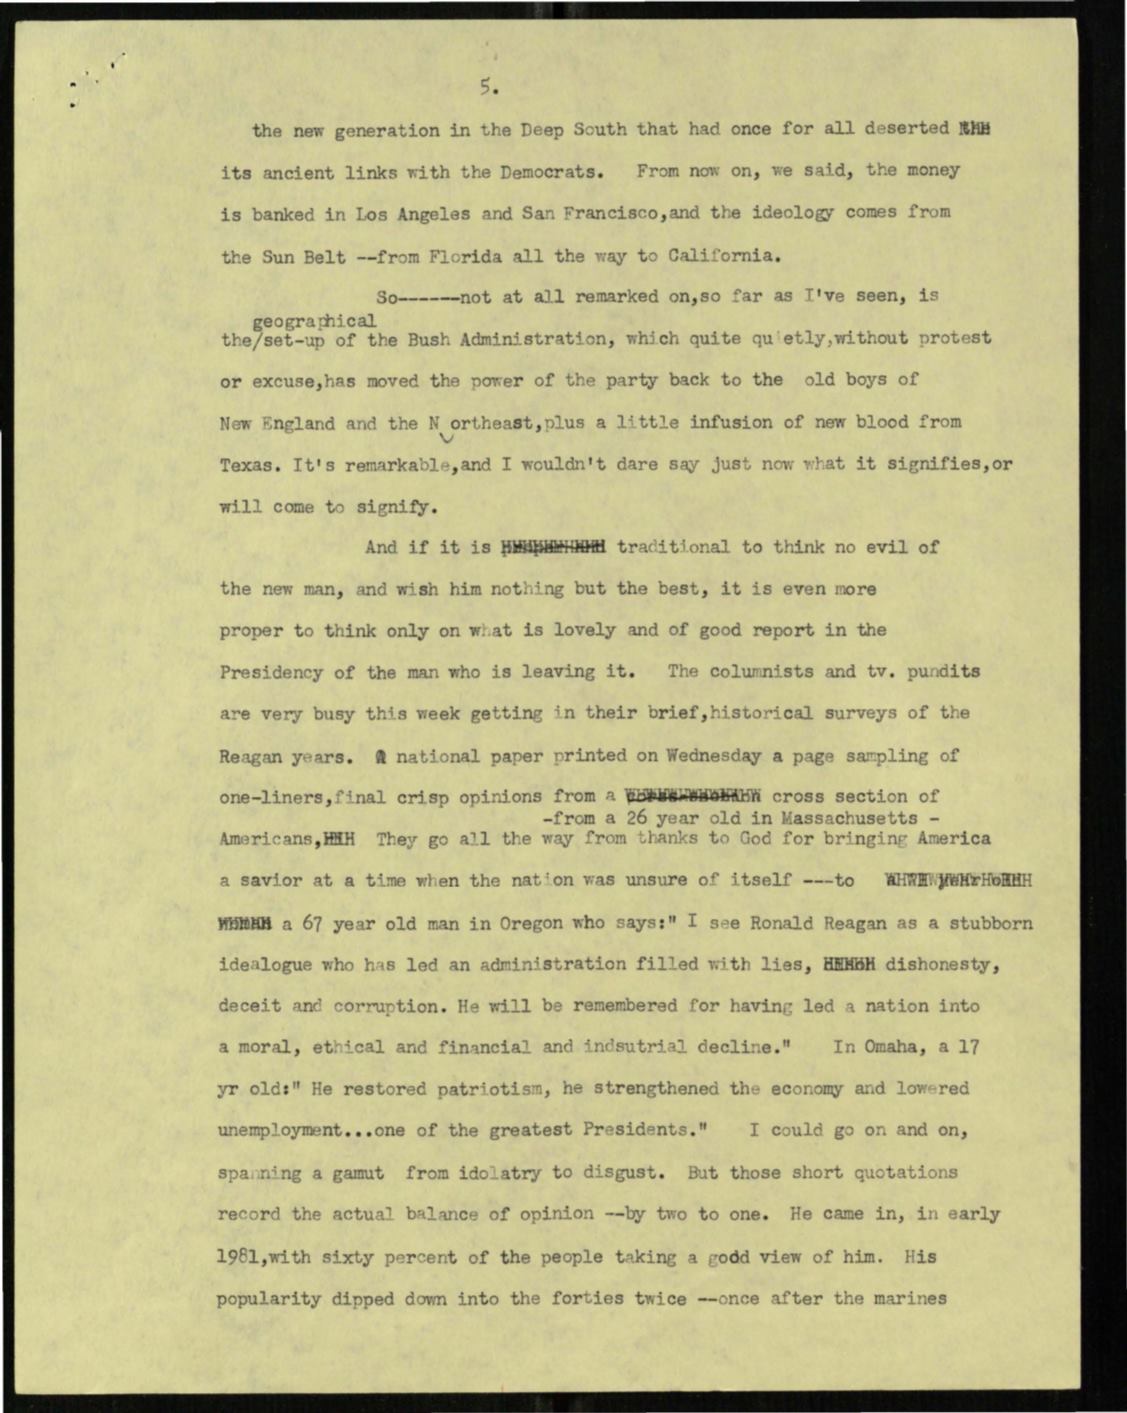 5.
the new generation in the Deep South that had once for all deserted
its ancient links with the Democrats. From now on, we said, the money
is banked in Los Angeles and San Francisco,and the ideology comes from
the Sun Belt --from Florida all the way to California.
So------not at all remarked on,so far as I've seen, is
geographical
the/set-up of the Bush Administration, which quite quietly,without protest
or excuse,has moved the power of the party back to the old boys of
New England and the N ortheast,plus a little infusion of new blood from
Texas. It's remarkable,and I wouldn't dare say just now what it signifies,or
will come to signify.
And if it is traditional to think no evil of
the new man, and wish him nothing but the best, it is even more
proper to think only on what is lovely and of good report in the
Presidency of the man who is leaving it. The columnists and tv. pundits
are very busy this week getting in their brief,historical surveys of the
Reagan years. A national paper printed on Wednesday a page sampling of
one-liners,final crisp opinions from a cross section of
-from a 26 year old in Massachusetts -
Americans, They go all the way from thanks to God for bringing America
a savior at a time when the nation was unsure of itself ---to
a 67 year old man in Oregon who says:" I see Ronald Reagan as a stubborn
idealogue who has led an administration filled with lies, dishonesty,
deceit and corruption. He will be remembered for having led a nation into
a moral, ethical and financial and indsutrial decline." In Omaha, a 17
yr old:" He restored patriotism, he strengthened the economy and lowered
unemployment...one of the greatest Presidents." I could go on and on,
spanning a gamut from idolatry to disgust. But those short quotations
record the actual balance of opinion --by two to one. He came in, in early
1981,with sixty percent of the people taking a godd view of him. His
popularity dipped down into the forties twice --once after the marines